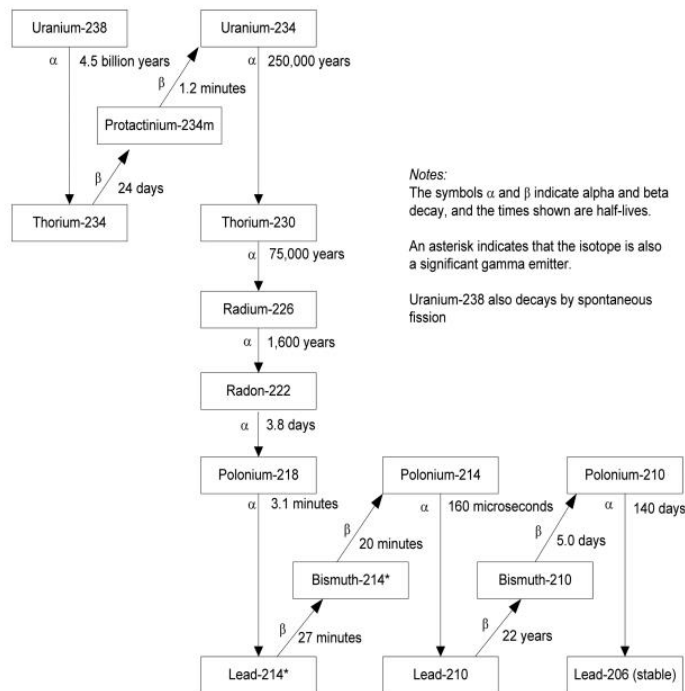 Uranium-238
Uranium-234
α 4.5 billion years
α 250,000 years
β 1.2 minutes
Protactinium-234m
β 24 days
Thorium-234
Thorium-230
Notes:
The symbols α and β indicate alpha and beta
decay, and the times shown are half-lives.
An asterisk indicates that the isotope is also
a significant gamma emitter.
Uranium-238 also decays by spontaneous
fission
α 75,000 years
Radium-226
α 1,600 years
Radon-222
α 3.8 days
Polonium-218
Polonium-214
Polonium-210
α 3.1 minutes
α 160 microseconds
α 140 days
β 20 minutes
β 5.0 days
Bismuth-214*
Bismuth-210
β 27 minutes
β 22 years
Lead-214*
Lead-210
Lead-206 (stable)